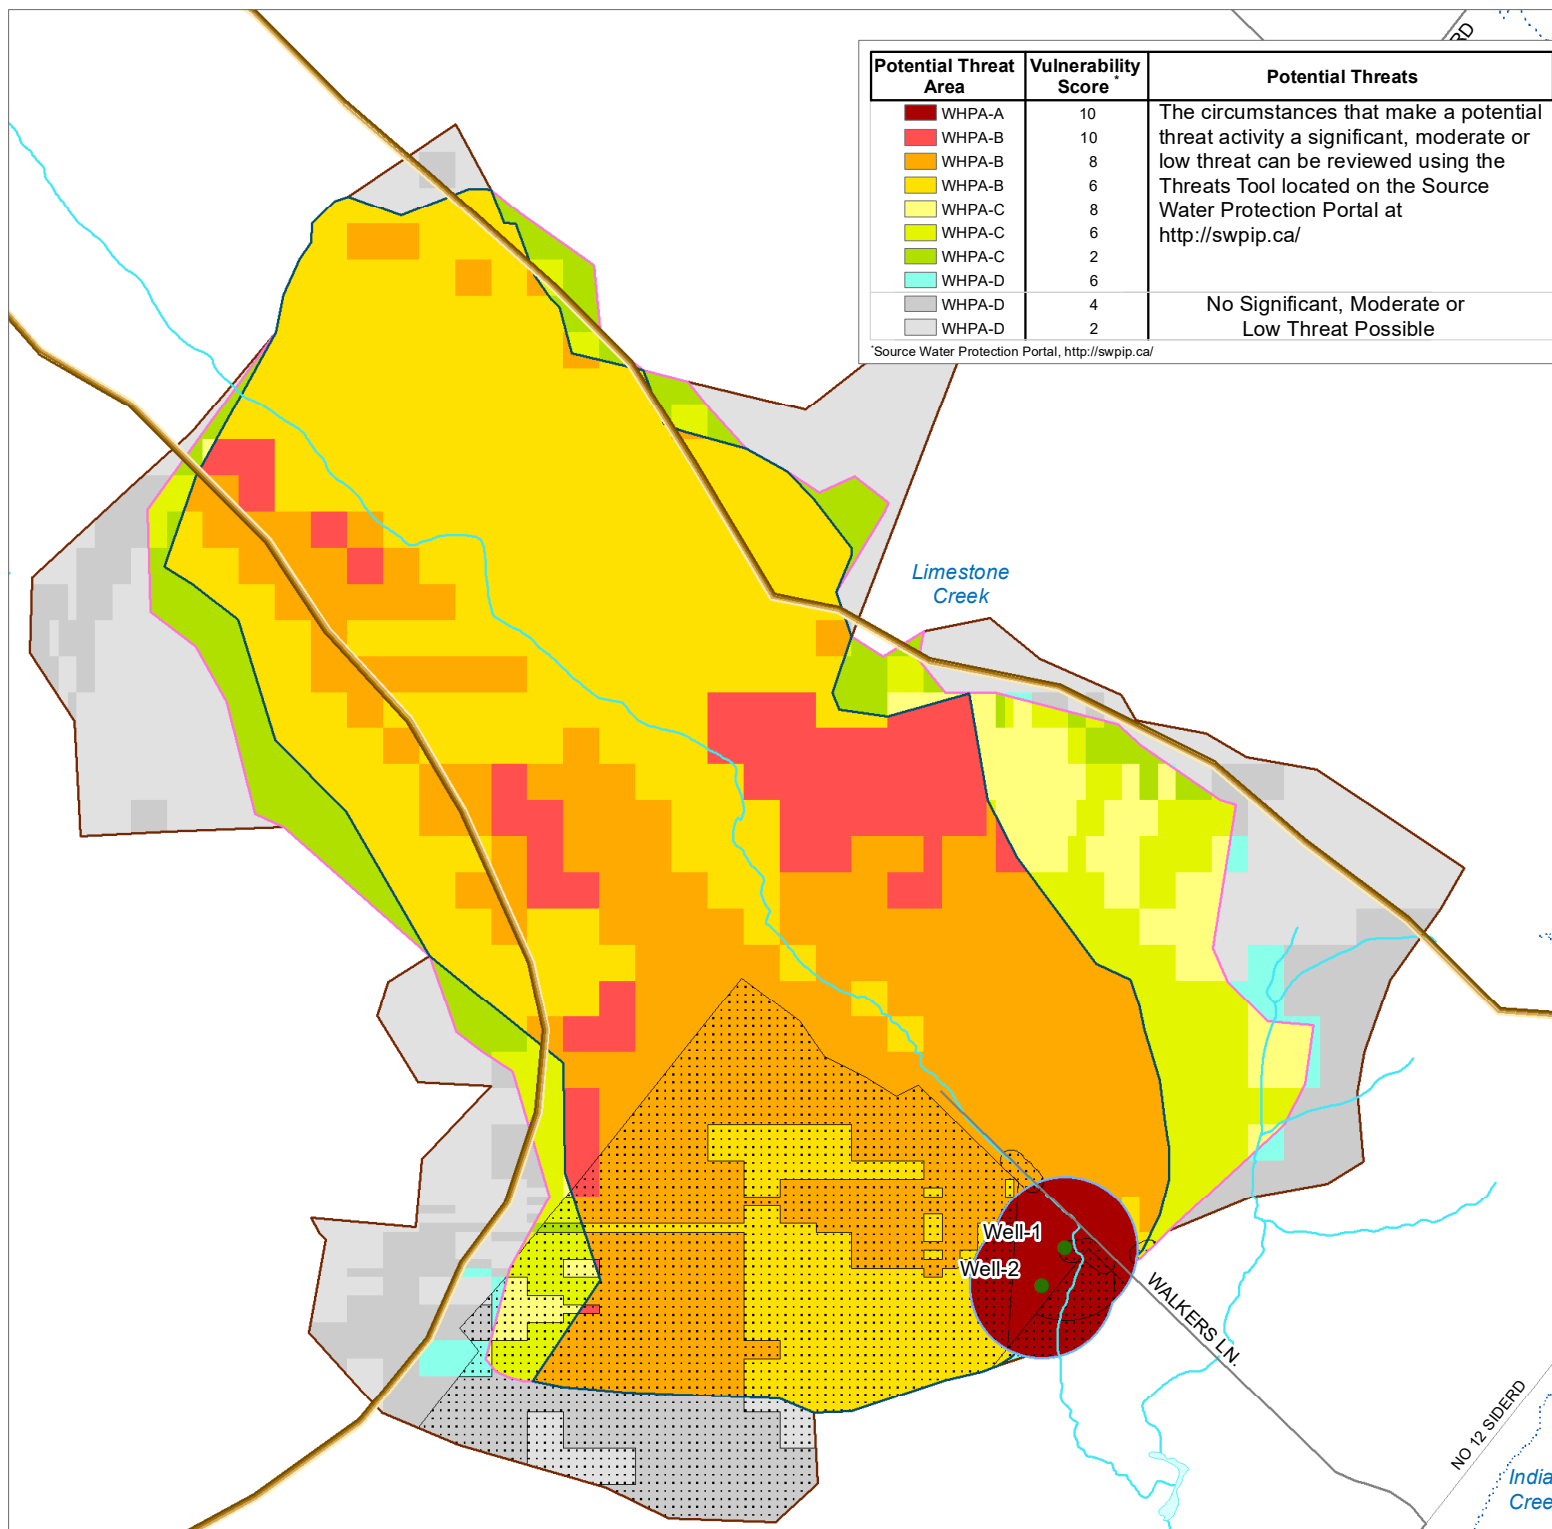 RD
Potential Threat Area
Vulnerability Score *
Potential Threats
WHPA-A 10
WHPA-B 10
WHPA-B 8
WHPA-B 6
WHPA-C 8
WHPA-C 6
WHPA-C 2
WHPA-D 6
WHPA-D 4
WHPA-D 2
The circumstances that make a potential
threat activity a significant, moderate or
low threat can be reviewed using the
Threats Tool located on the Source
Water Protection Portal at
http://swpip.ca/
No Significant, Moderate or
Low Threat Possible
*Source Water Protection Portal, http://swpip.ca/
Limestone
Creek
Well-1
Well-2
WALKERS LN.
NO 12 SIDERD
India
Cree